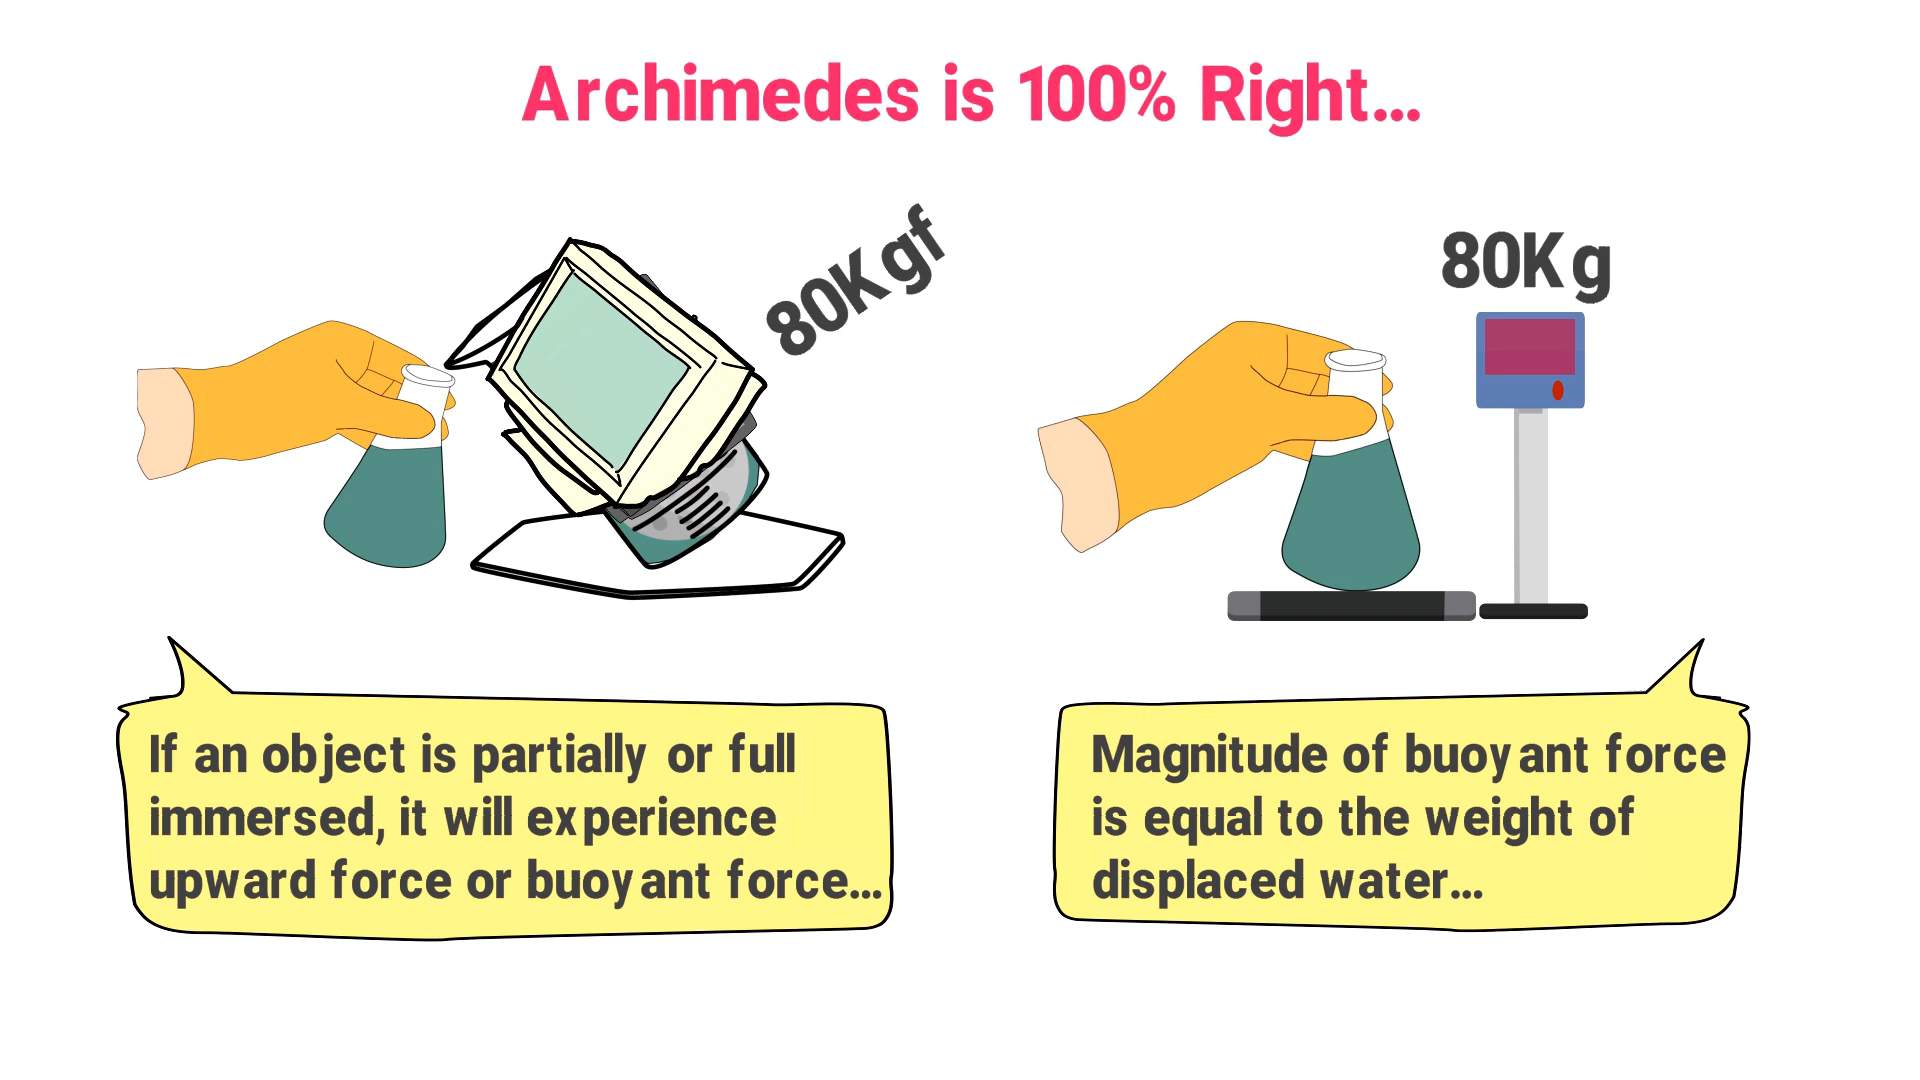 Archimedes is 100% Right...
80Kgf
80Kg
If an object is partially or full
immersed, it will experience
upward force or buoyant force...
Magnitude of buoyant force
is equal to the weight of
displaced water...